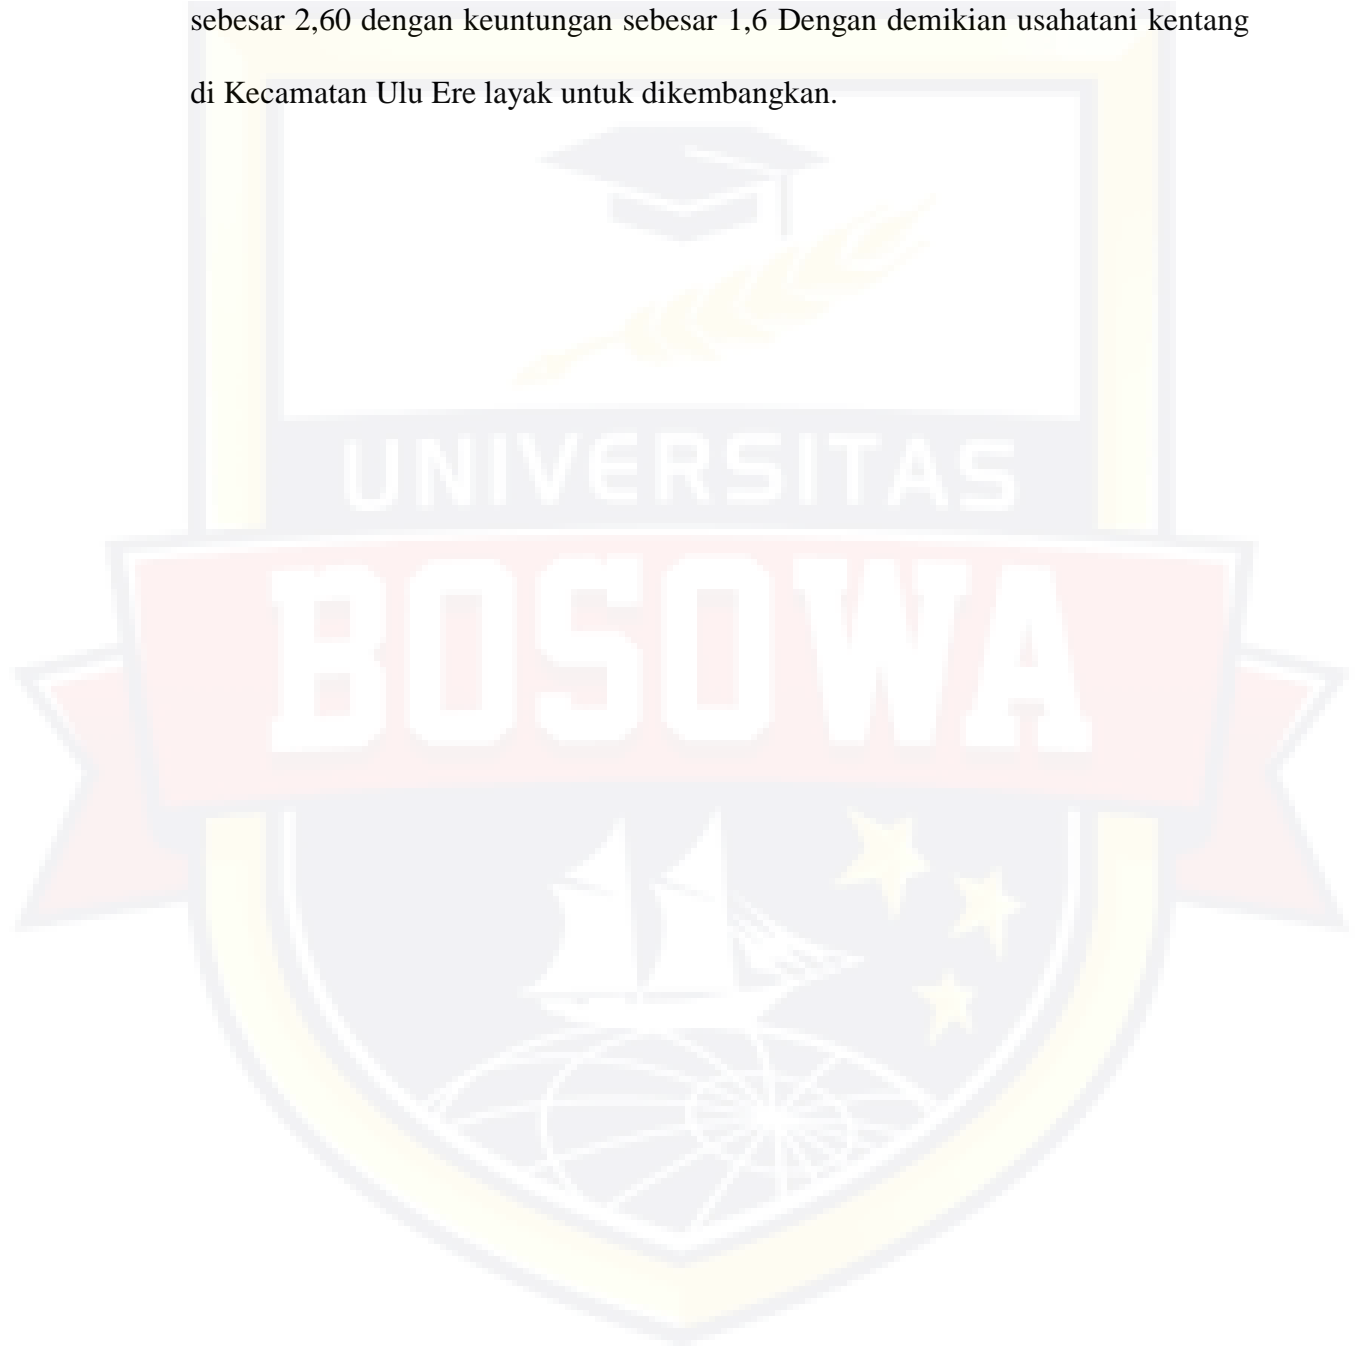 sebesar 2,60 dengan keuntungan sebesar 1,6 Dengan demikian usahatani kentang
di Kecamatan Ulu Ere layak untuk dikembangkan.
UNIVERSITAS
BOSOWA